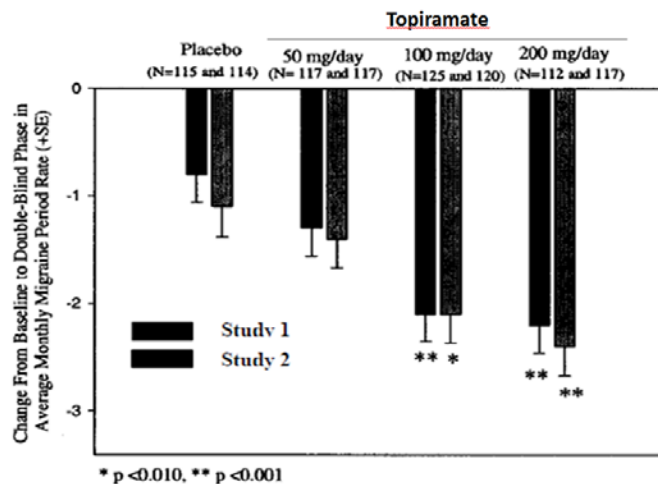 Topiramate
Placebo
(N=115 and 114)
50 mg/day
(N= 117 and 117)
100 mg/day
(N=125 and 120)
200 mg/day
(N=112 and 117)
Change From Baseline to Double-Blind Phase in
Average Monthly Migraine Period Rate (+SE)
0
-1
-2
-3
Study 1
Study 2
** *
**
**
* p <0.010, ** p <0.001